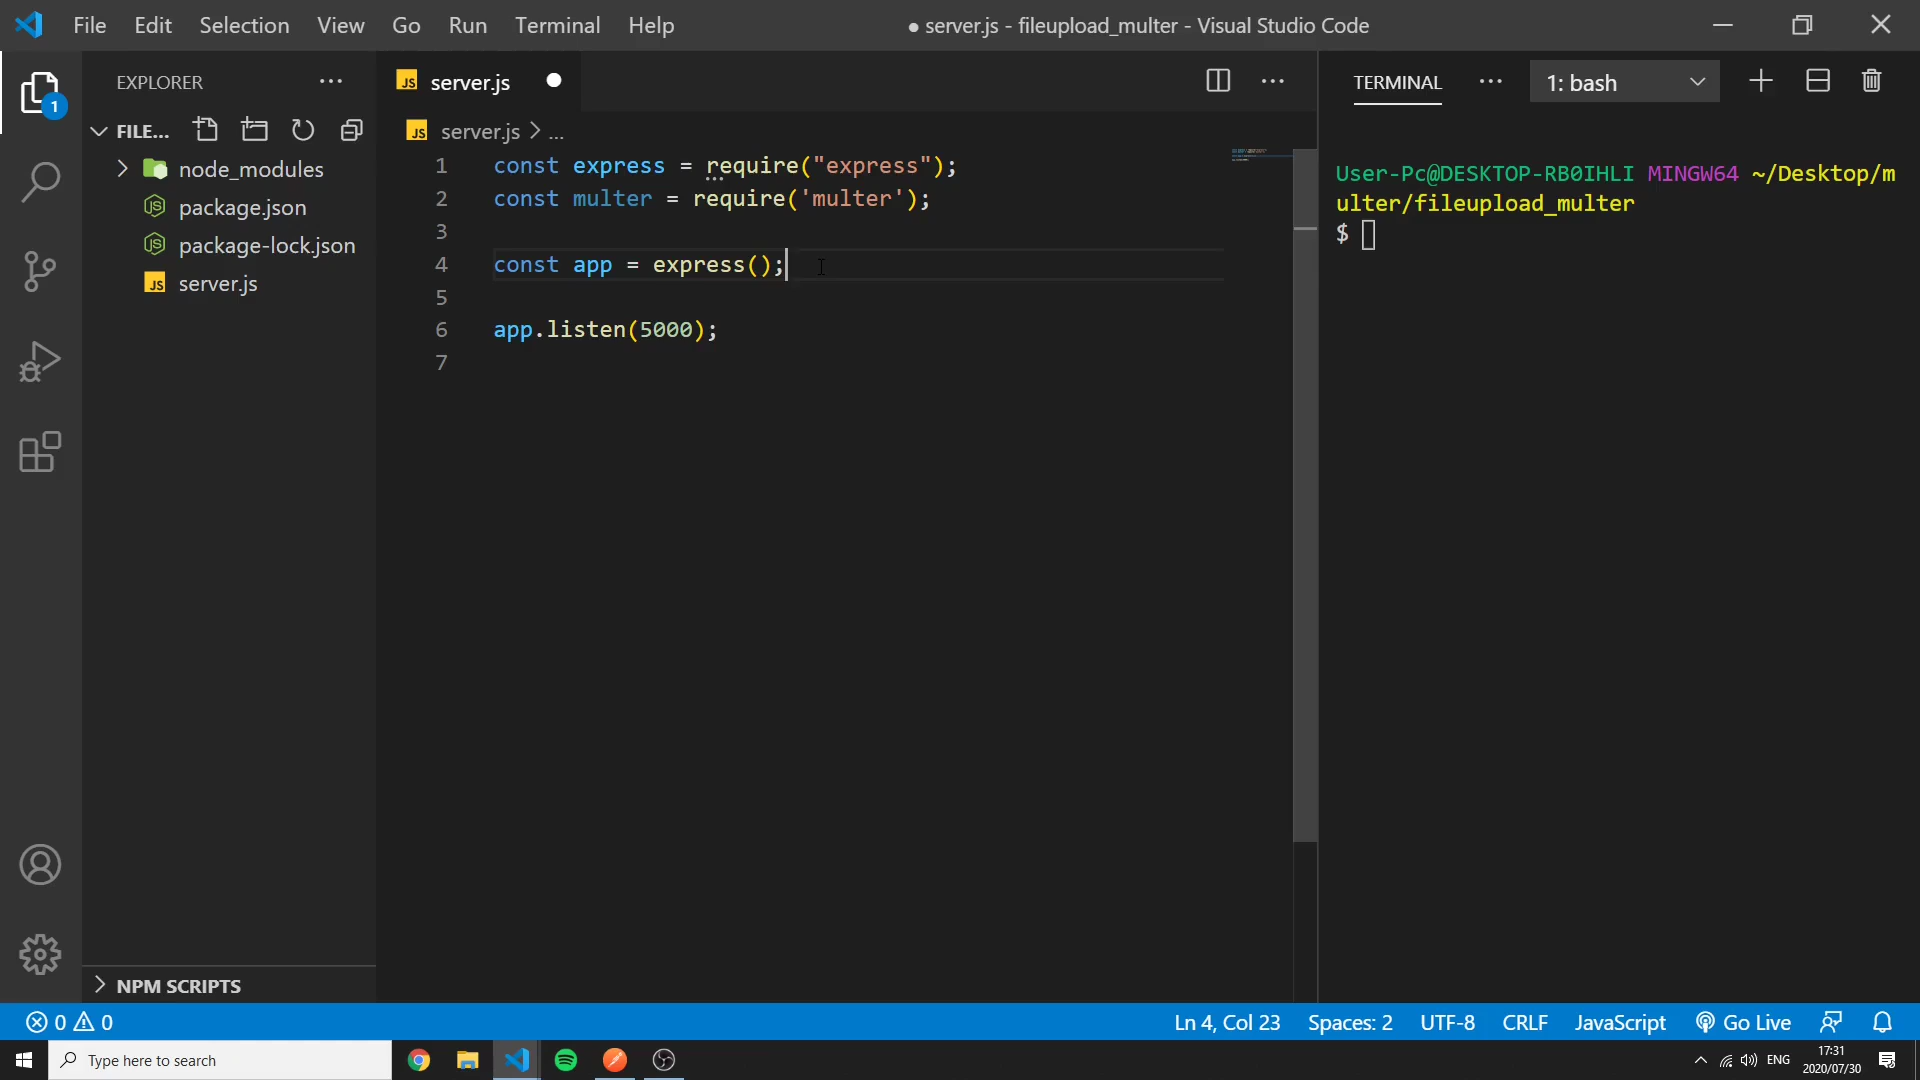 File Edit Selection View Go Run Terminal Help
● server.js - fileupload_multer - Visual Studio Code
EXPLORER
1
FILE...
node_modules
package.json
package-lock.json
JS server.js
NPM SCRIPTS
JS server.js
JS server.js > ...
1 const express = require("express");
2 const multer = require('multer');
3
4 const app = express();
5
6 app.listen(5000);
7
TERMINAL
1: bash
User-Pc@DESKTOP-RB0IHLI MINGW64 ~/Desktop/m
ulter/fileupload_multer
$
0 0
Ln 4, Col 23 Spaces: 2 UTF-8 CRLF JavaScript Go Live
Type here to search
ENG
17:31
2020/07/30